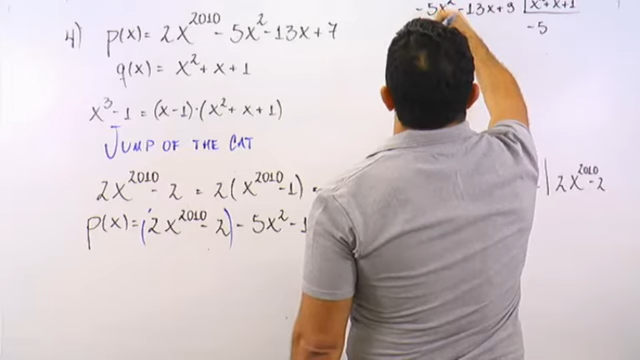 4) p(x) = 2x^2010 - 5x^2 - 13x + 7
q(x) = x^2 + x + 1
x^3 - 1 = (x-1)·(x^2 + x + 1)
JUMP OF THE CAT
2x^2010 - 2 = 2(x^2010 - 1) =
p(x) = (2x^2010 - 2) - 5x^2 - 1
-5x^2 - 13x + 9 | x^2 + x + 1
-5
| 2x^2010 - 2